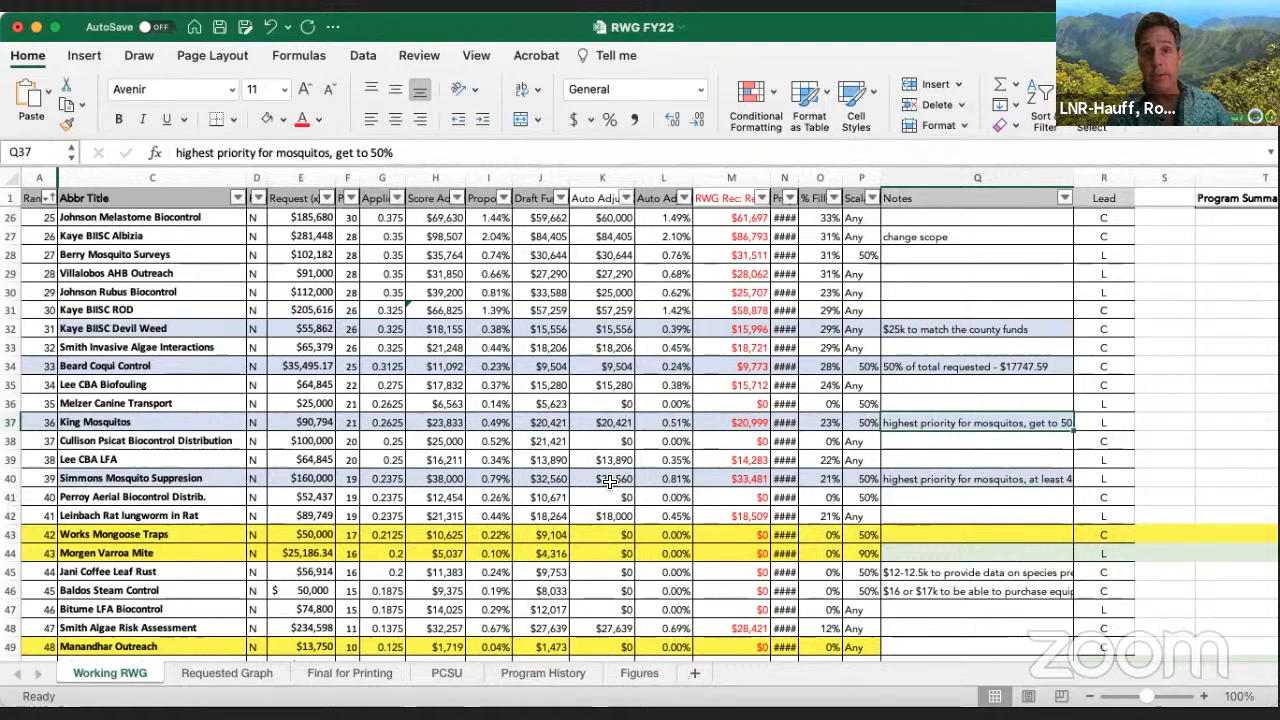 AutoSave OFF RWG FY22
Home Insert Draw Page Layout Formulas Data Review View Acrobat Tell me
LNR-Hauff, Ro...
Paste Avenir 11 General Conditional Formatting Format as Table Cell Styles Insert Delete Format Sort & Filter Select
Q37 fx highest priority for mosquitos, get to 50%
A C D E F G H I J K L M N O P Q R S T
1 Ran Abbr Title Request (x P Appli Score Ad Propo Draft Fu Auto Adju Auto Ad RWG Rec: Re Pr % Fill Scal Notes Lead Program Summa
26 25 Johnson Melastome Biocontrol N $185,680 30 0.375 $69,630 1.44% $59,662 $60,000 1.49% $61,697 #### 33% Any C
27 26 Kaye BIISC Albizia N $281,448 28 0.35 $98,507 2.04% $84,405 $84,405 2.10% $86,793 #### 31% Any change scope C
28 27 Berry Mosquito Surveys N $102,182 28 0.35 $35,764 0.74% $30,644 $30,644 0.76% $31,511 #### 31% 50% L
29 28 Villalobos AHB Outreach N $91,000 28 0.35 $31,850 0.66% $27,290 $27,290 0.68% $28,062 #### 31% Any C
30 29 Johnson Rubus Biocontrol N $112,000 28 0.35 $39,200 0.81% $33,588 $25,000 0.62% $25,707 #### 23% Any L
31 30 Kaye BIISC ROD N $205,616 26 0.325 $66,825 1.39% $57,259 $57,259 1.42% $58,878 #### 29% Any C
32 31 Kaye BIISC Devil Weed N $55,862 26 0.325 $18,155 0.38% $15,556 $15,556 0.39% $15,996 #### 29% Any $25k to match the county funds C
33 32 Smith Invasive Algae Interactions N $65,379 26 0.325 $21,248 0.44% $18,206 $18,206 0.45% $18,721 #### 29% Any C
34 33 Beard Coqui Control N $35,495.17 25 0.3125 $11,092 0.23% $9,504 $9,504 0.24% $9,773 #### 28% 50% 50% of total requested - $17747.59 C
35 34 Lee CBA Biofouling N $64,845 22 0.275 $17,832 0.37% $15,280 $15,280 0.38% $15,712 #### 24% Any C
36 35 Melzer Canine Transport N $25,000 21 0.2625 $6,563 0.14% $5,623 $0 0.00% $0 #### 0% 50% L
37 36 King Mosquitos N $90,794 21 0.2625 $23,833 0.49% $20,421 $20,421 0.51% $20,999 #### 23% 50% highest priority for mosquitos, get to 50 L
38 37 Cullison Psicat Biocontrol Distribution N $100,000 20 0.25 $25,000 0.52% $21,421 $0 0.00% $0 #### 0% Any C
39 38 Lee CBA LFA N $64,845 20 0.25 $16,211 0.34% $13,890 $13,890 0.35% $14,283 #### 22% Any L
40 39 Simmons Mosquito Suppresion N $160,000 19 0.2375 $38,000 0.79% $32,560 0.81% $33,481 #### 21% 50% highest priority for mosquitos, at least 4 L
41 40 Perroy Aerial Biocontrol Distrib. N $52,437 19 0.2375 $12,454 0.26% $10,671 $0 0.00% $0 #### 0% 50% C
42 41 Leinbach Rat lungworm in Rat N $89,749 19 0.2375 $21,315 0.44% $18,264 $18,000 0.45% $18,509 #### 21% Any L
43 42 Works Mongoose Traps N $50,000 17 0.2125 $10,625 0.22% $9,104 $0 0.00% $0 #### 0% 50% C
44 43 Morgen Varroa Mite N $25,186.34 16 0.2 $5,037 0.10% $4,316 $0 0.00% $0 #### 0% 90% L
45 44 Jani Coffee Leaf Rust N $56,914 16 0.2 $11,383 0.24% $9,753 $0 0.00% $0 #### 0% 50% $12-12.5k to provide data on species pre C
46 45 Baldos Steam Control N $ 50,000 15 0.1875 $9,375 0.19% $8,033 $0 0.00% $0 #### 0% 50% $16 or $17k to be able to purchase equip C
47 46 Bitume LFA Biocontrol N $74,800 15 0.1875 $14,025 0.29% $12,017 $0 0.00% $0 #### 0% Any L
48 47 Smith Algae Risk Assessment N $234,598 11 0.1375 $32,257 0.67% $27,639 $27,639 0.69% $28,421 #### 12% Any C
49 48 Manandhar Outreach N $13,750 10 0.125 $1,719 0.04% $1,473 $0 0.00% $0 #### 0% Any C
Working RWG Requested Graph Final for Printing PCSU Program History Figures +
Ready 100%
zoom